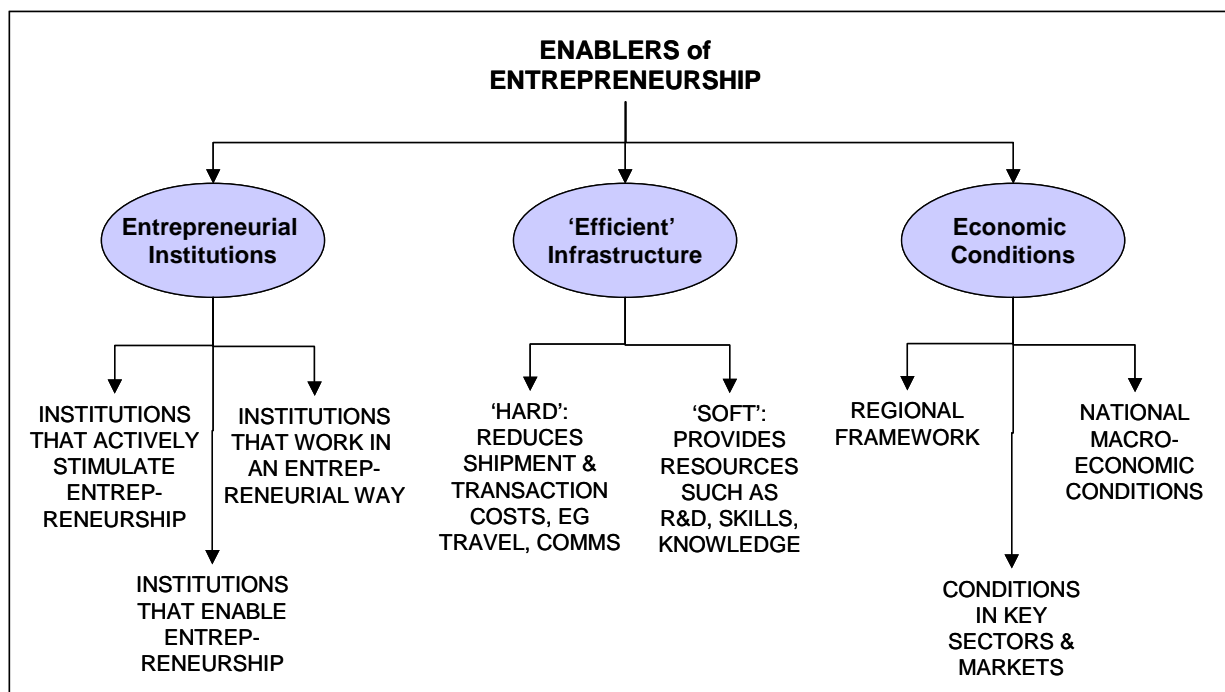 ENABLERS of
ENTREPRENEURSHIP
Entrepreneurial
Institutions
‘Efficient’
Infrastructure
Economic
Conditions
INSTITUTIONS
THAT ACTIVELY
STIMULATE
ENTREP-
RENEURSHIP
INSTITUTIONS
THAT WORK IN
AN ENTREP-
RENEURIAL WAY
INSTITUTIONS
THAT ENABLE
ENTREP-
RENEURSHIP
‘HARD’:
REDUCES
SHIPMENT &
TRANSACTION
COSTS, EG
TRAVEL, COMMS
‘SOFT’:
PROVIDES
RESOURCES
SUCH AS
R&D, SKILLS,
KNOWLEDGE
REGIONAL
FRAMEWORK
NATIONAL
MACRO-
ECONOMIC
CONDITIONS
CONDITIONS
IN KEY
SECTORS &
MARKETS